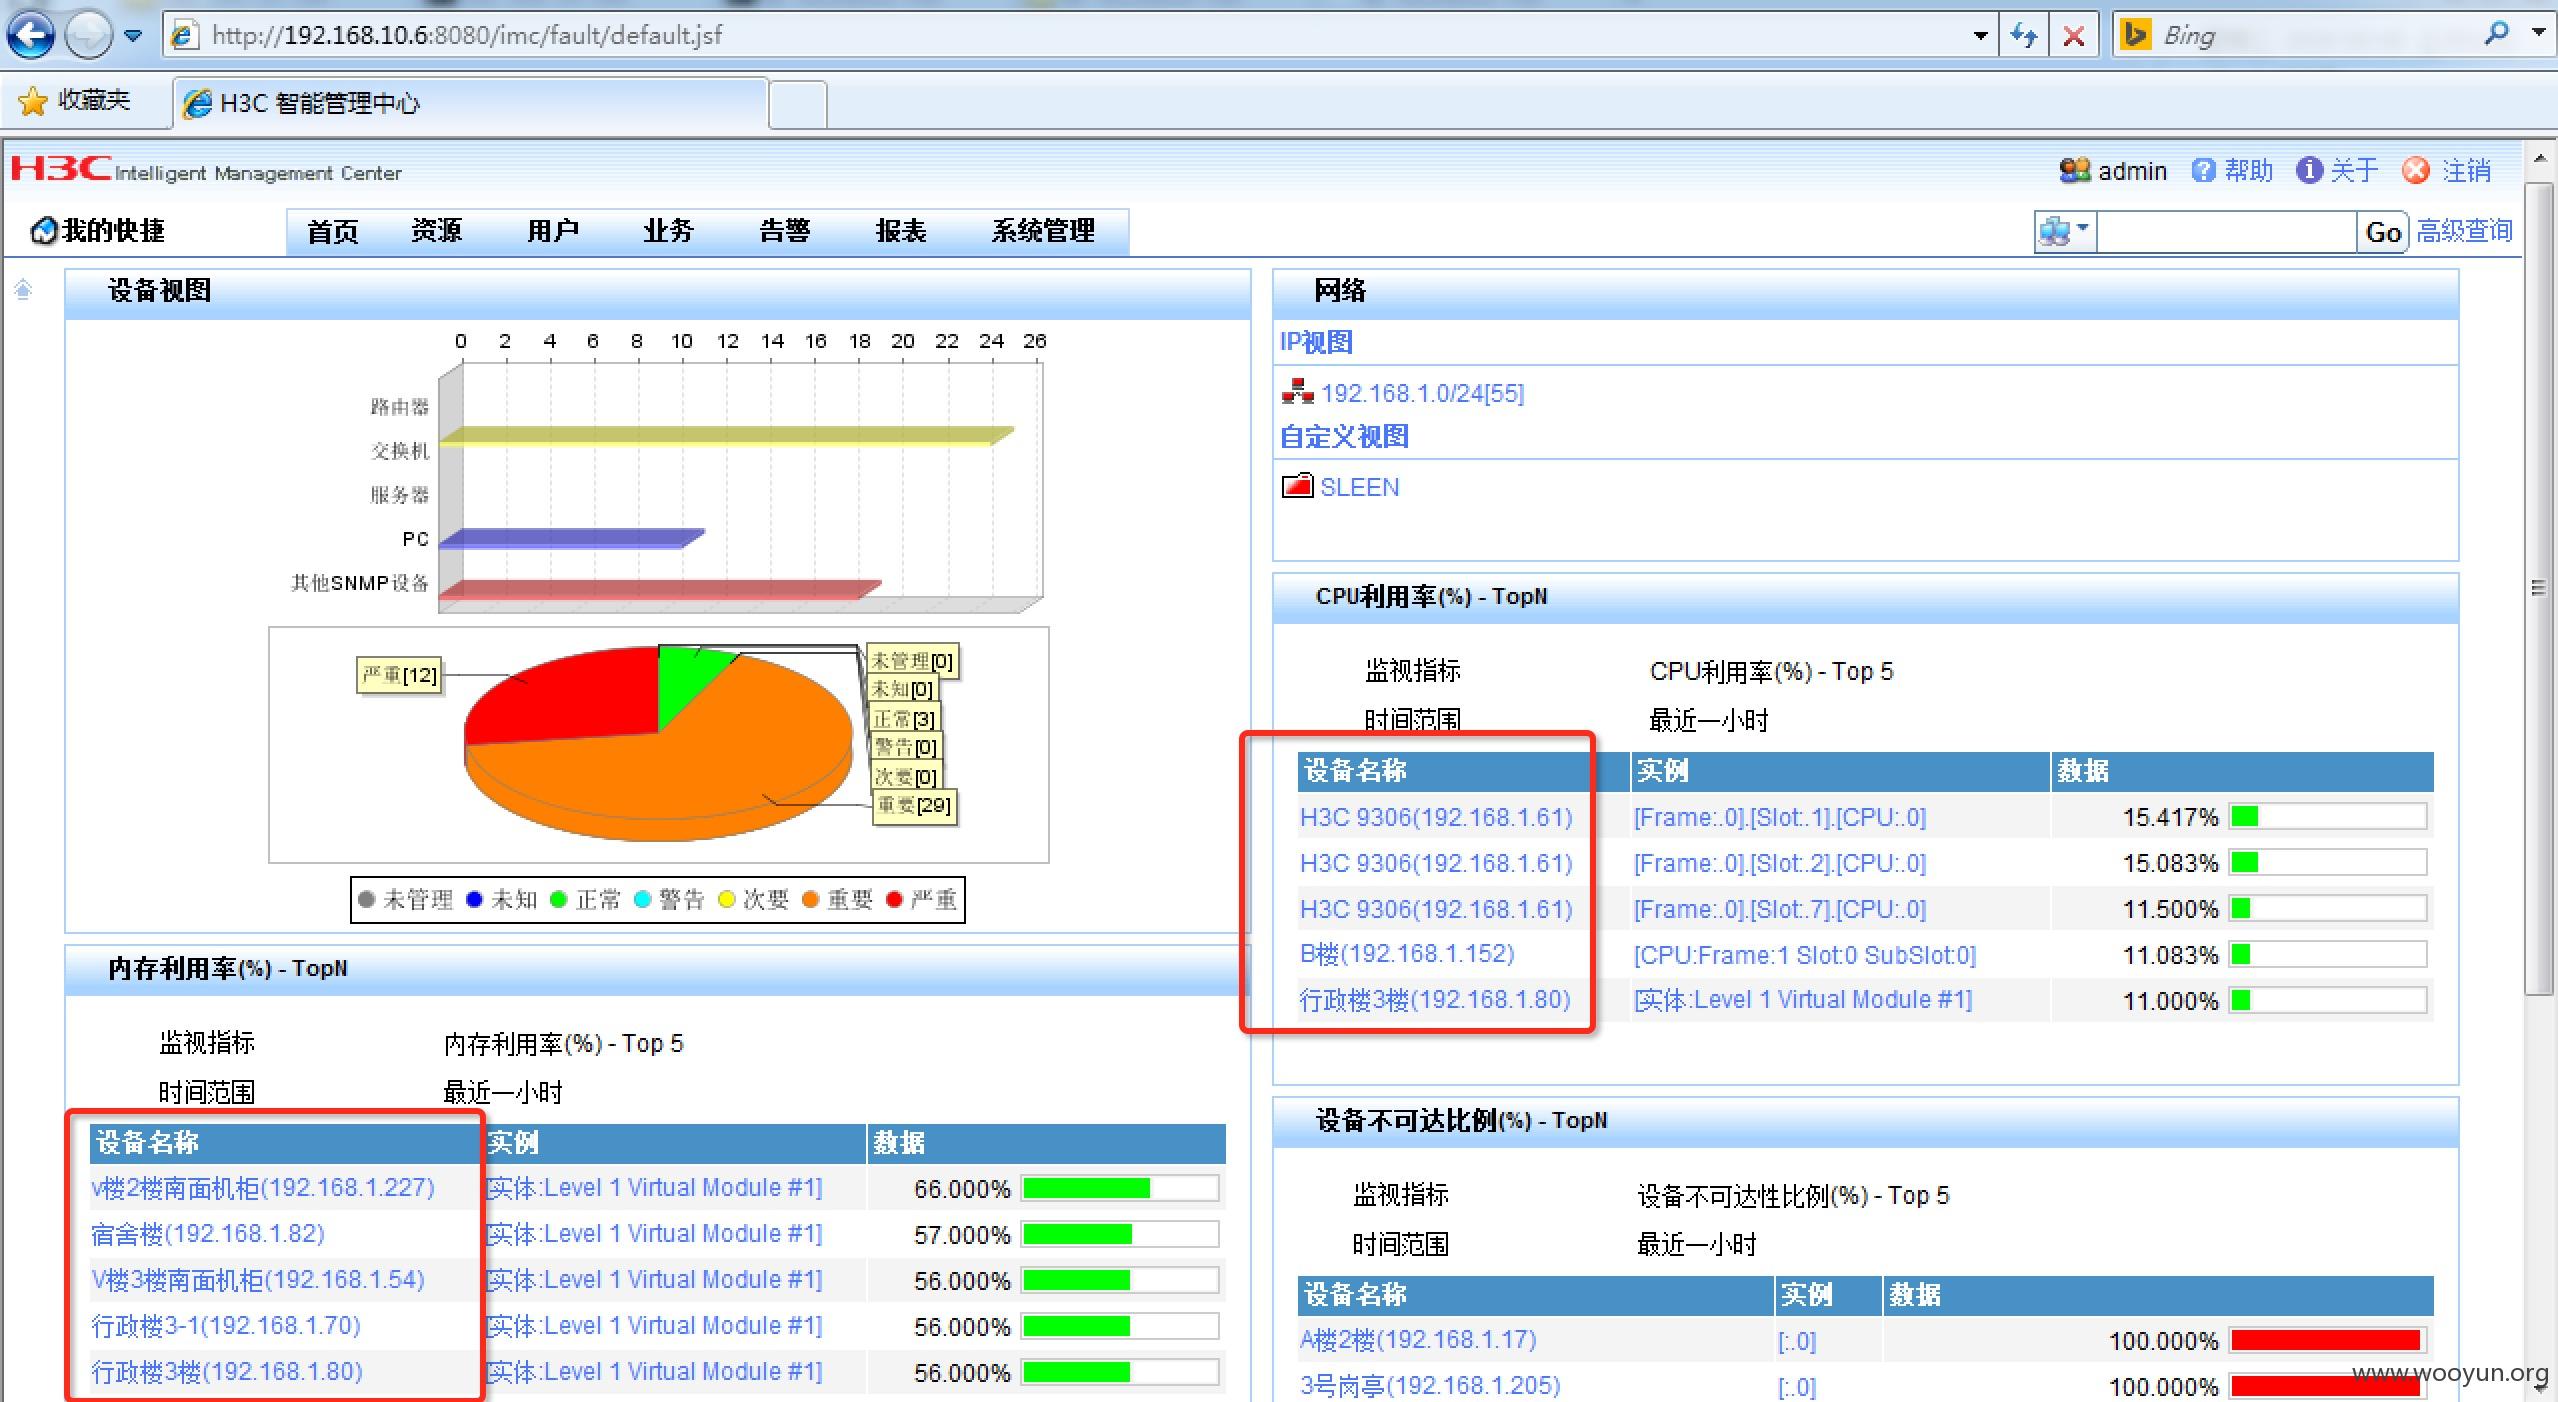 http://192.168.10.6:8080/imc/fault/default.jsf
Bing
收藏夹
H3C 智能管理中心
H3C Intelligent Management Center
admin 帮助 关于 注销
我的快捷
首页 资源 用户 业务 告警 报表 系统管理
Go 高级查询
设备视图
0 2 4 6 8 10 12 14 16 18 20 22 24 26
路由器
交换机
服务器
PC
其他SNMP设备
严重[12]
未管理[0]
未知[0]
正常[3]
警告[0]
次要[0]
重要[29]
未管理 未知 正常 警告 次要 重要 严重
内存利用率(%) - TopN
监视指标 内存利用率(%) - Top 5
时间范围 最近一小时
设备名称 实例 数据
v楼2楼南面机柜(192.168.1.227) [实体:Level 1 Virtual Module #1] 66.000%
宿舍楼(192.168.1.82) [实体:Level 1 Virtual Module #1] 57.000%
V楼3楼南面机柜(192.168.1.54) [实体:Level 1 Virtual Module #1] 56.000%
行政楼3-1(192.168.1.70) [实体:Level 1 Virtual Module #1] 56.000%
行政楼3楼(192.168.1.80) [实体:Level 1 Virtual Module #1] 56.000%
网络
IP视图
192.168.1.0/24[55]
自定义视图
SLEEN
CPU利用率(%) - TopN
监视指标 CPU利用率(%) - Top 5
时间范围 最近一小时
设备名称 实例 数据
H3C 9306(192.168.1.61) [Frame:.0].[Slot:.1].[CPU:.0] 15.417%
H3C 9306(192.168.1.61) [Frame:.0].[Slot:.2].[CPU:.0] 15.083%
H3C 9306(192.168.1.61) [Frame:.0].[Slot:.7].[CPU:.0] 11.500%
B楼(192.168.1.152) [CPU:Frame:1 Slot:0 SubSlot:0] 11.083%
行政楼3楼(192.168.1.80) [实体:Level 1 Virtual Module #1] 11.000%
设备不可达比例(%) - TopN
监视指标 设备不可达性比例(%) - Top 5
时间范围 最近一小时
设备名称 实例 数据
A楼2楼(192.168.1.17) [:.0] 100.000%
3号岗亭(192.168.1.205) [:.0] 100.000%
www.wooyun.org